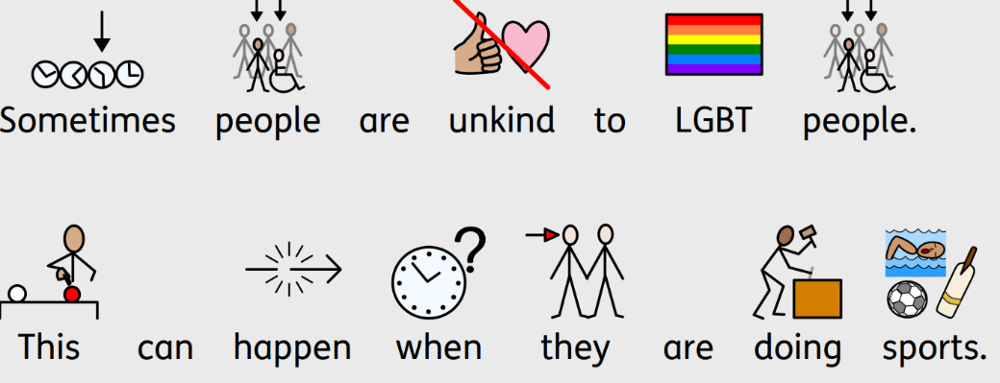 Sometimes people are unkind to LGBT people.
This can happen when they are doing sports.